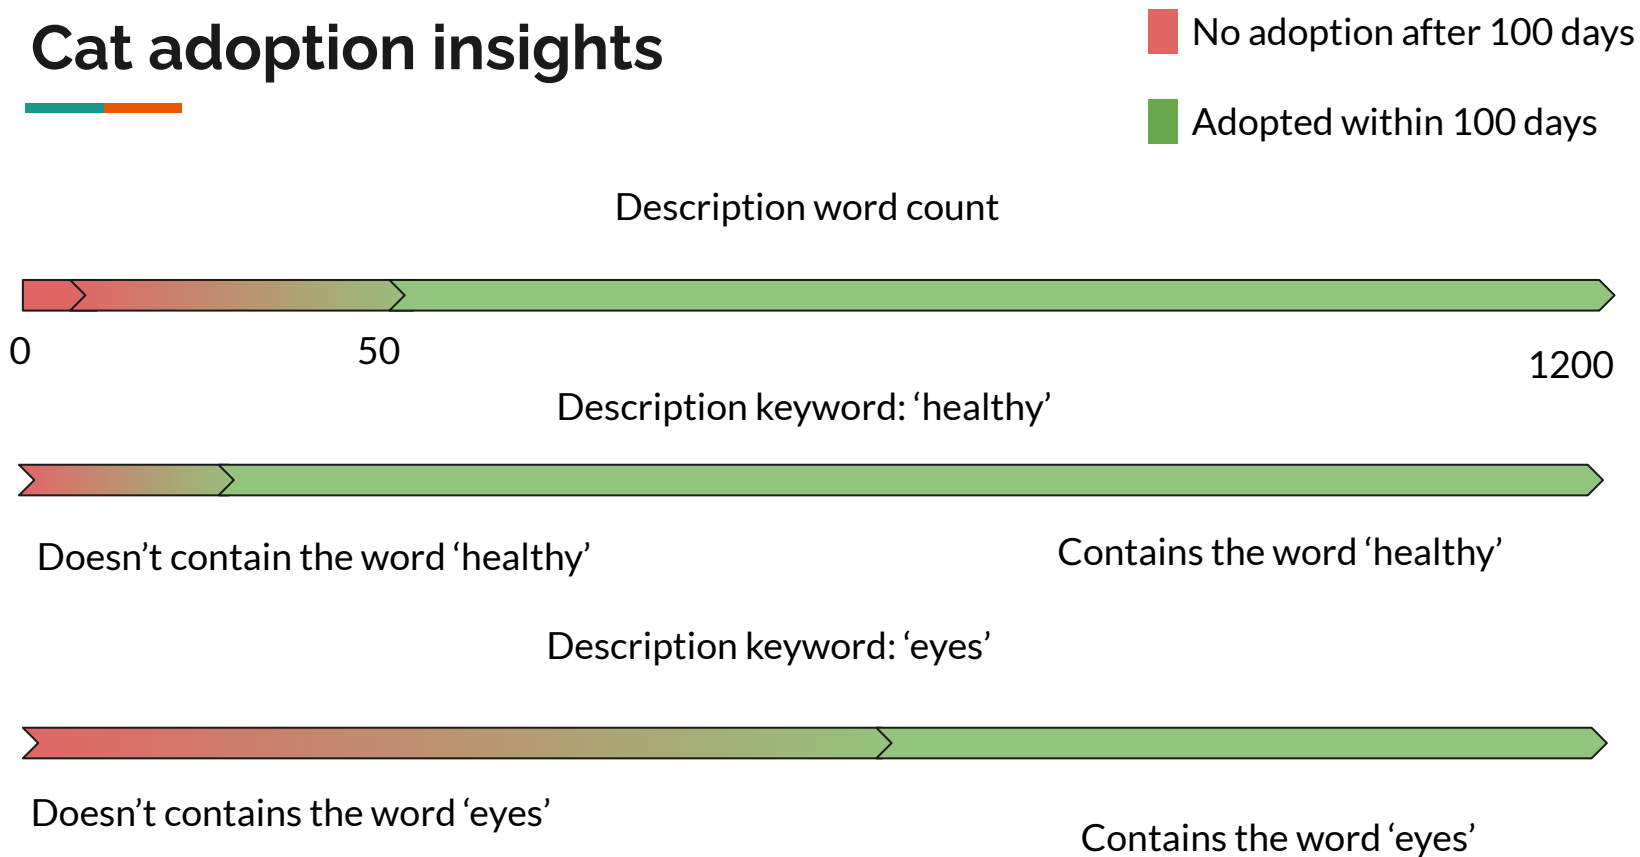 Cat adoption insights
No adoption after 100 days
Adopted within 100 days
Description word count
0
50
1200
Description keyword: ‘healthy’
Doesn’t contain the word ‘healthy’
Contains the word ‘healthy’
Description keyword: ‘eyes’
Doesn’t contains the word ‘eyes’
Contains the word ‘eyes’